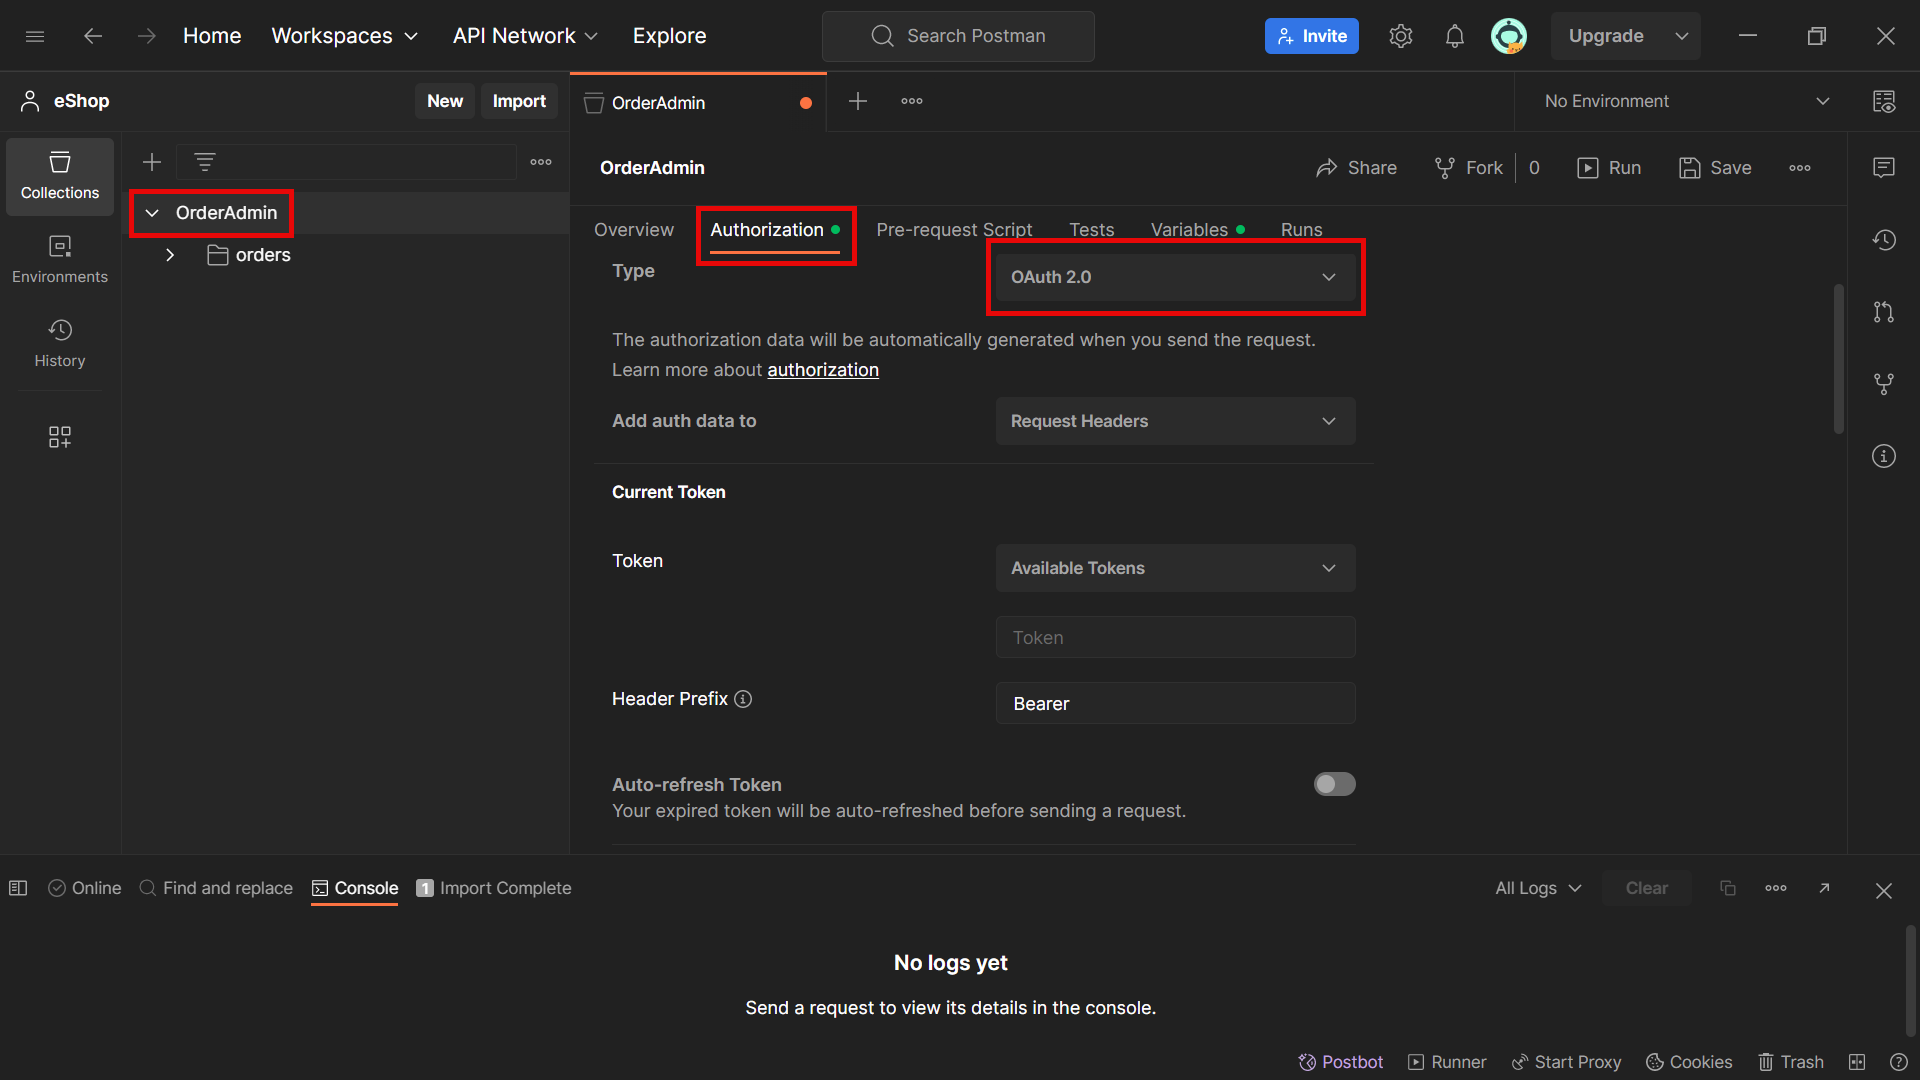 Home Workspaces API Network Explore Search Postman Invite Upgrade
eShop New Import OrderAdmin No Environment
Collections
OrderAdmin
orders
Environments
History
OrderAdmin Share Fork 0 Run Save
Overview Authorization Pre-request Script Tests Variables Runs
Type OAuth 2.0
The authorization data will be automatically generated when you send the request.
Learn more about authorization
Add auth data to Request Headers
Current Token
Token Available Tokens
Token
Header Prefix Bearer
Auto-refresh Token
Your expired token will be auto-refreshed before sending a request.
Online Find and replace Console 1 Import Complete All Logs Clear
No logs yet
Send a request to view its details in the console.
Postbot Runner Start Proxy Cookies Trash